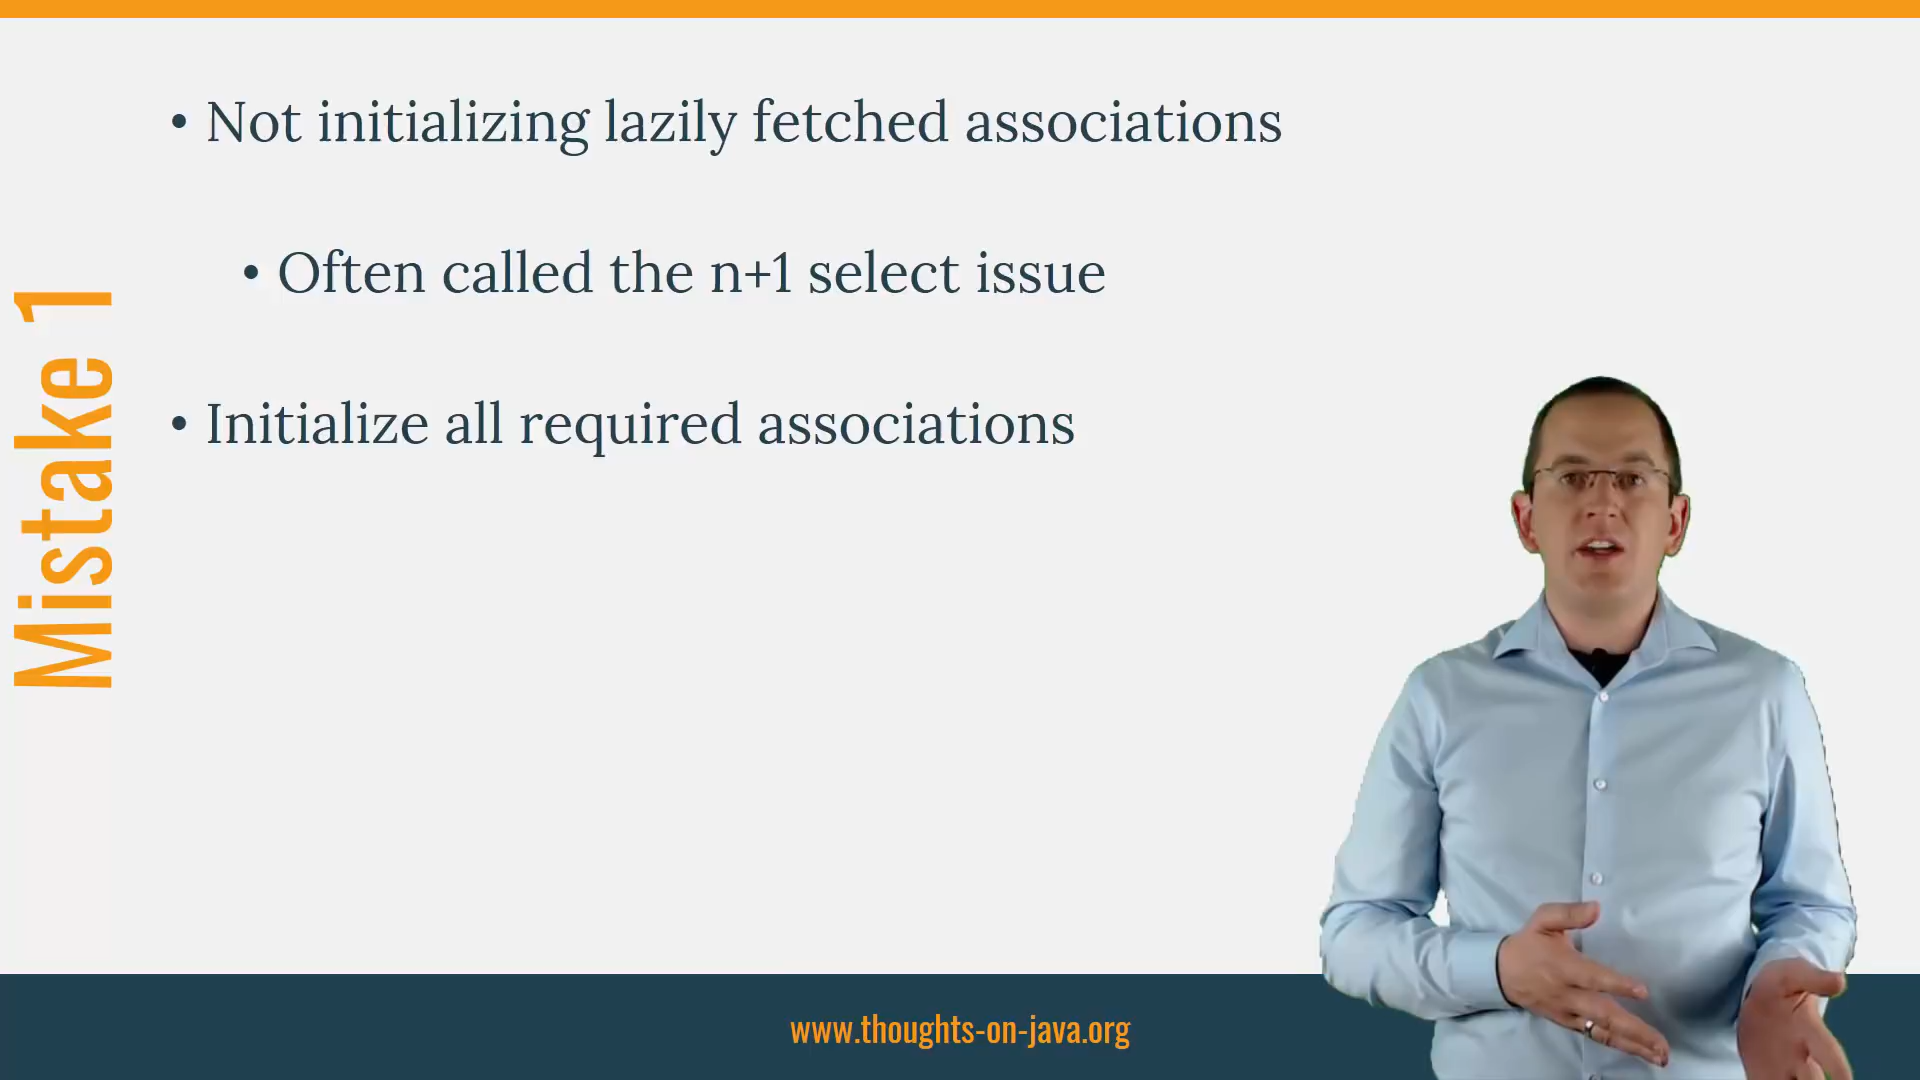 Mistake 1
• Not initializing lazily fetched associations
• Often called the n+1 select issue
• Initialize all required associations
www.thoughts-on-java.org